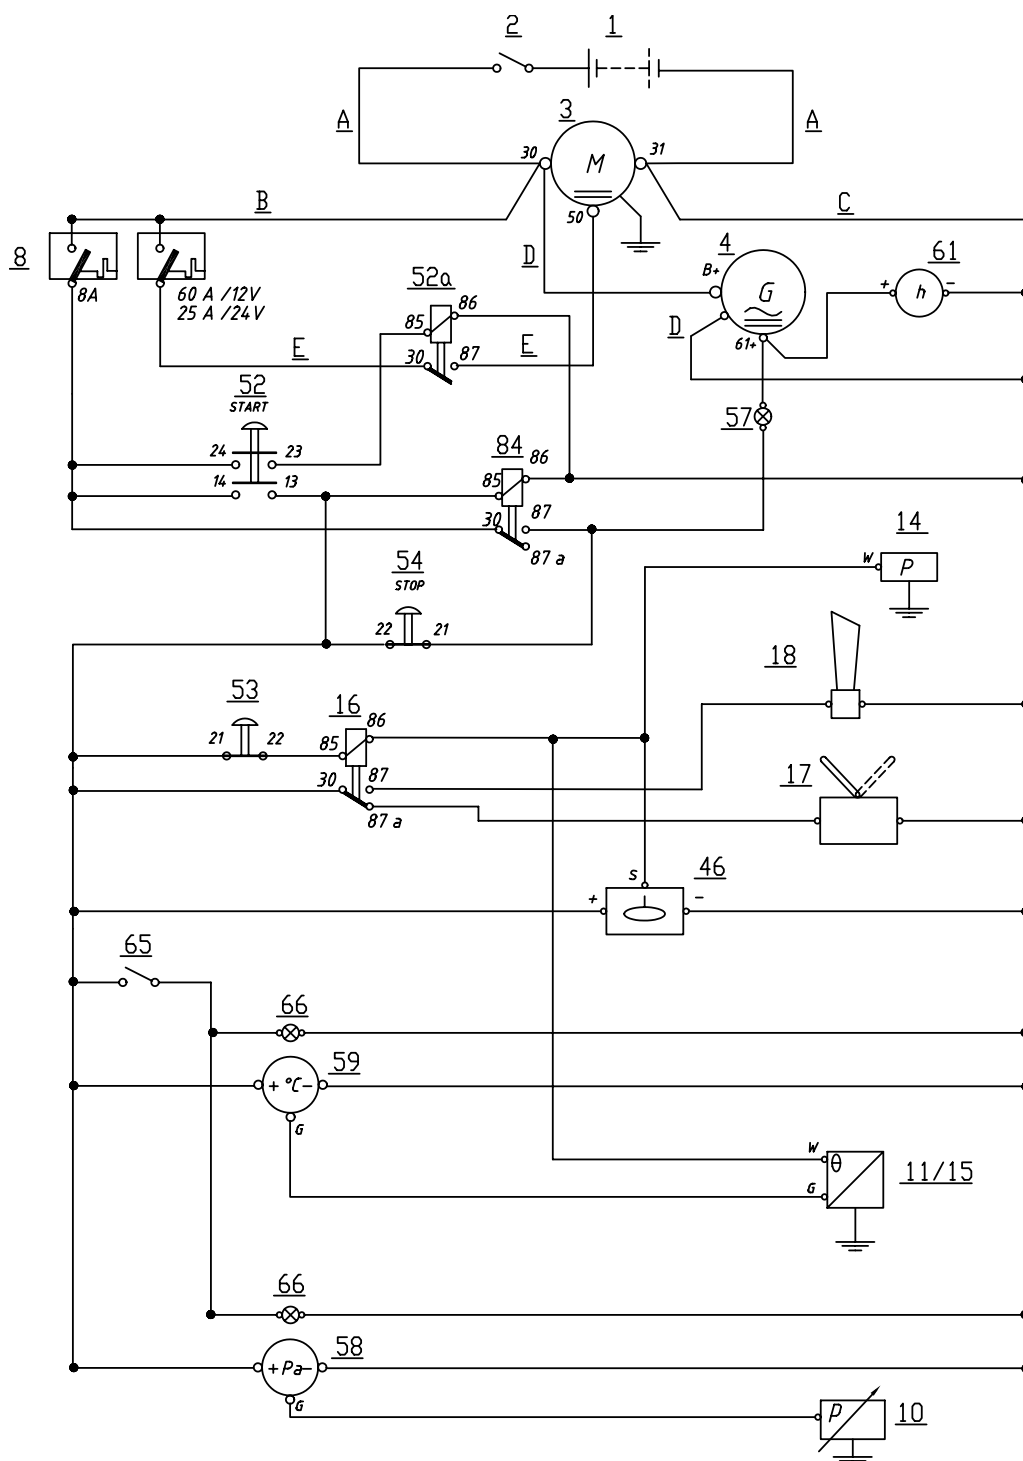 2 1
3
A A
30 M 31
50
B C
8 D 4 61
B+ G + h -
8A 60 A /12V
25 A /24V
52a 86
85 D 61+
E 30 87 E
52
START 57
24 23 84 86
14 13 85
30 87
87 a 14
54 W P
STOP
22 21
18
53 16 86
21 22 85
30 87 17
87 a
S 46
+ -
65
66
59
+ °C -
G
W θ
G 11/15
66
58
+ Pa -
G
P 10